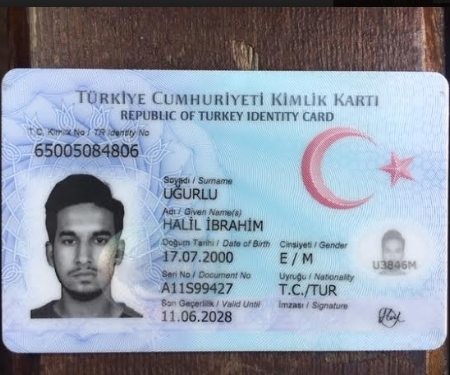 TÜRKİYE CUMHURİYETİ KİMLİK KARTI
REPUBLIC OF TURKEY IDENTITY CARD
T.C. Kimlik No / TR Identity No
65005084806
Soyadı / Surname
UĞURLU
Adı / Given Name(s)
HALİL İBRAHİM
Doğum Tarihi / Date of Birth Cinsiyeti / Gender
17.07.2000 E / M
Seri No / Document No Uyruğu / Nationality
A11S99427 T.C./TUR
Son Geçerlilik / Valid Until İmzası / Signature
11.06.2028
U3846M